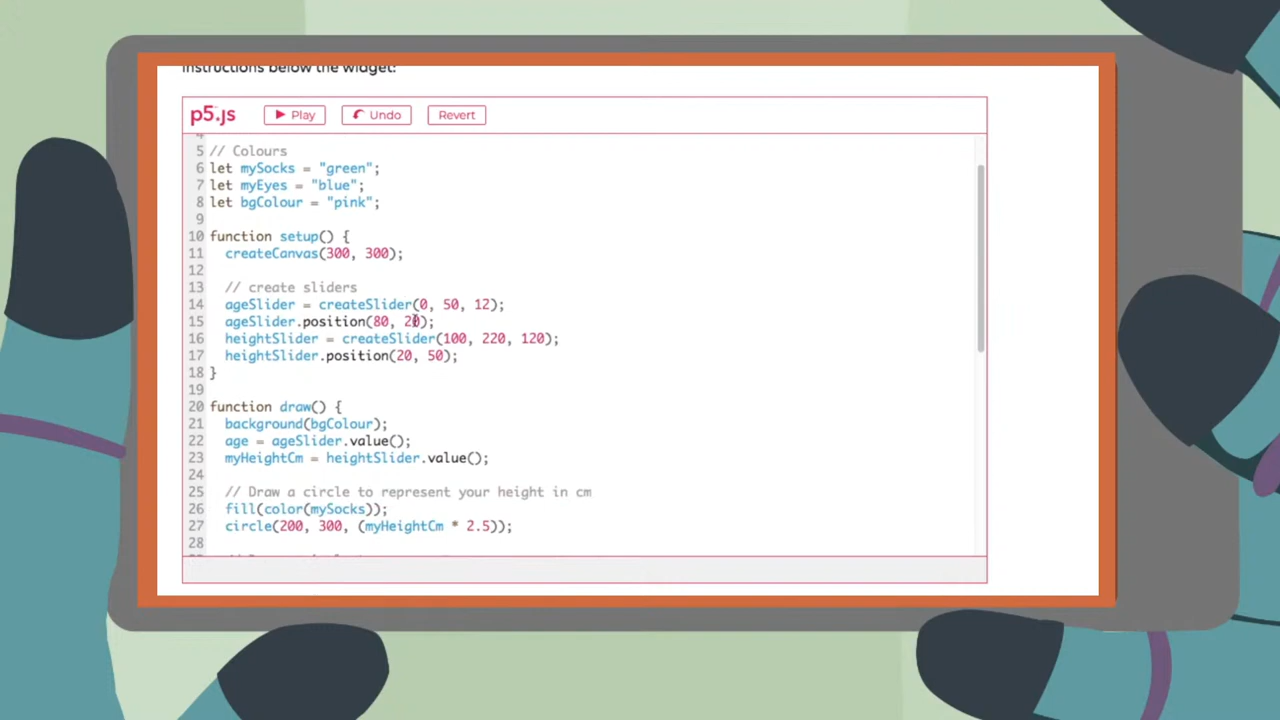 instructions below the widget:
p5.js Play Undo Revert
4
5 // Colours
6 let mySocks = "green";
7 let myEyes = "blue";
8 let bgColour = "pink";
9
10 function setup() {
11 createCanvas(300, 300);
12
13 // create sliders
14 ageSlider = createSlider(0, 50, 12);
15 ageSlider.position(80, 20);
16 heightSlider = createSlider(100, 220, 120);
17 heightSlider.position(20, 50);
18 }
19
20 function draw() {
21 background(bgColour);
22 age = ageSlider.value();
23 myHeightCm = heightSlider.value();
24
25 // Draw a circle to represent your height in cm
26 fill(color(mySocks));
27 circle(200, 300, (myHeightCm * 2.5));
28